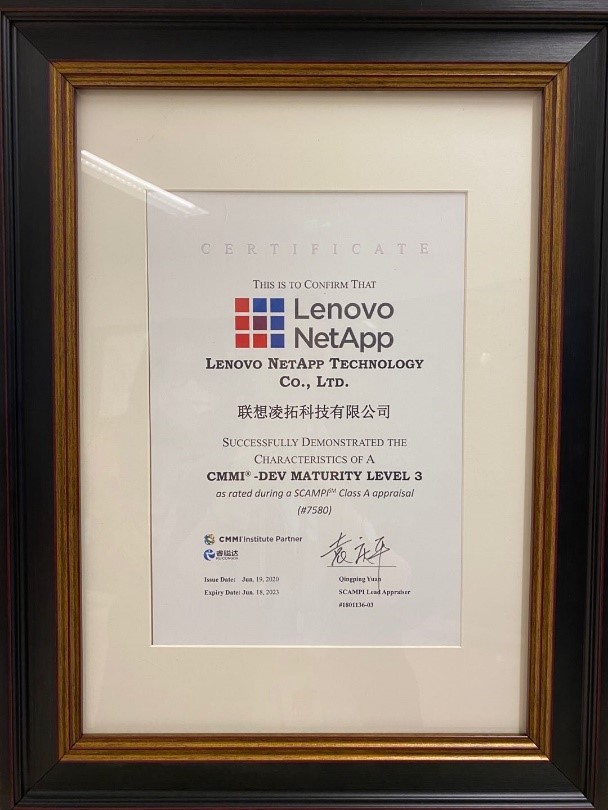 CERTIFICATE
THIS IS TO CONFIRM THAT
Lenovo
NetApp
LENOVO NETAPP TECHNOLOGY
CO., LTD.
联想凌拓科技有限公司
SUCCESSFULLY DEMONSTRATED THE
CHARACTERISTICS OF A
CMMI® -DEV MATURITY LEVEL 3
as rated during a SCAMPI℠ Class A appraisal
(#7580)
CMMI Institute Partner
袁庆平
Issue Date: Jun. 19, 2020
Qingping Yuan
Expiry Date: Jun. 18, 2023
SCAMPI Lead Appraiser
#1801136-03